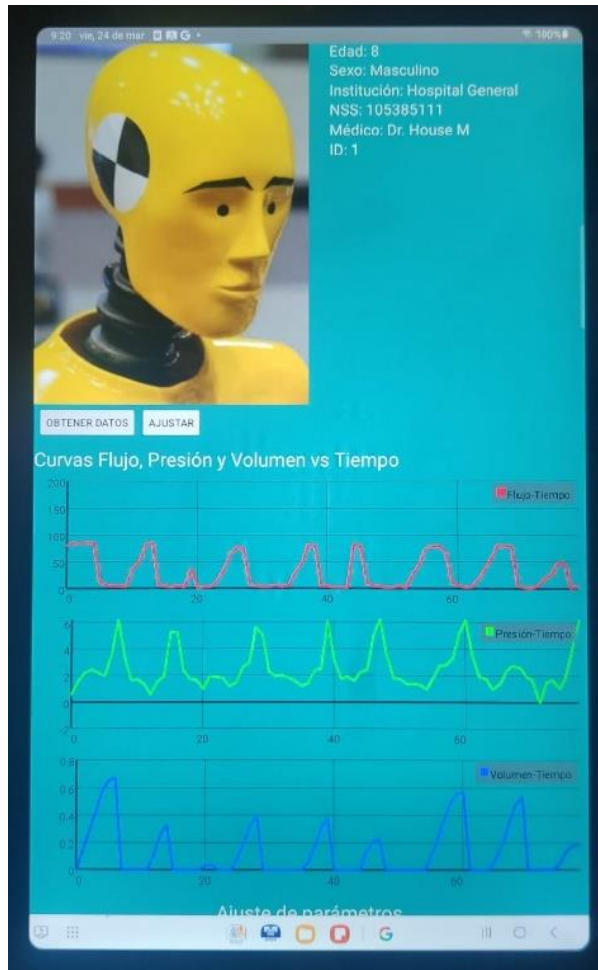 9:20 vie, 24 de mar
100%
Edad: 8
Sexo: Masculino
Institución: Hospital General
NSS: 105385111
Médico: Dr. House M
ID: 1
OBTENER DATOS AJUSTAR
Curvas Flujo, Presión y Volumen vs Tiempo
200
Flujo-Tiempo
150
100
50
0
0 20 40 60
6
Presión-Tiempo
4
2
0
-2
0 20 40 60
0.8
Volumen-Tiempo
0.6
0.4
0.2
0
0 20 40 60
Ajuste de parámetros
G